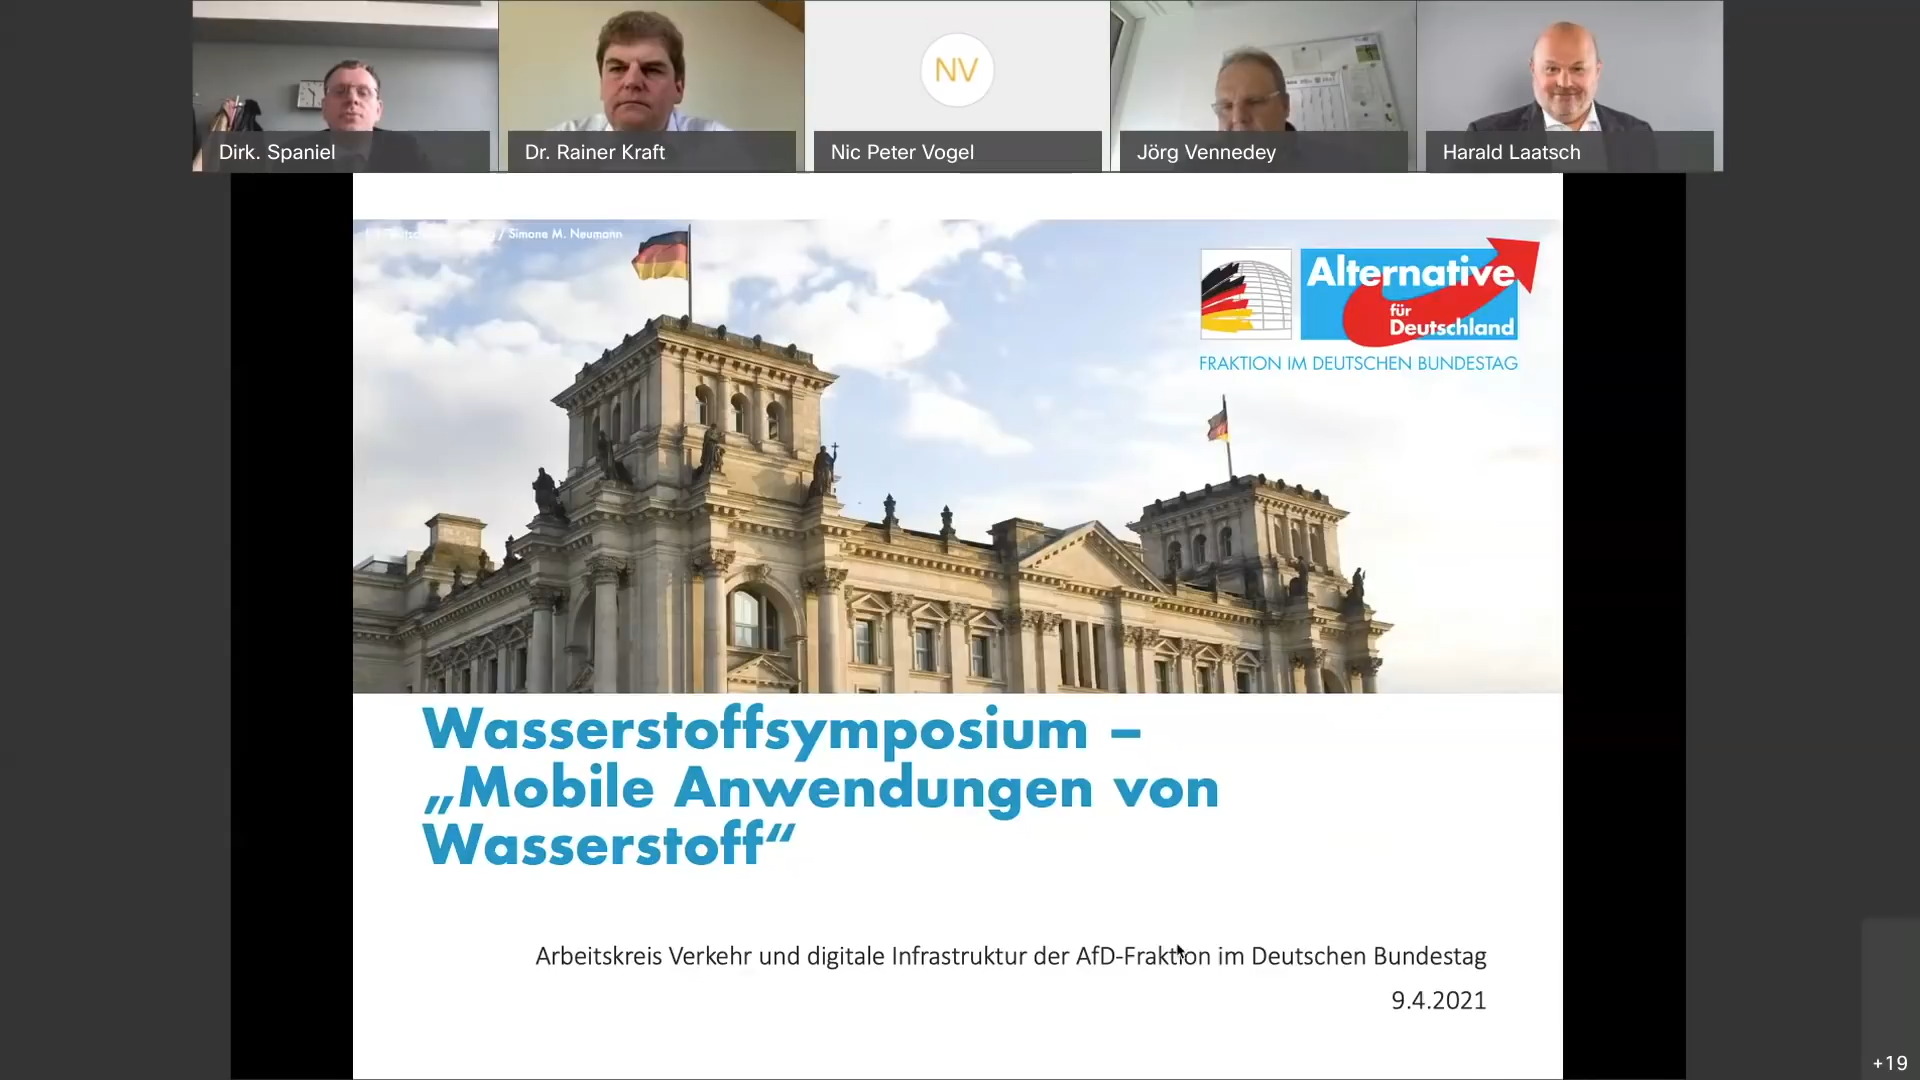 Dirk. Spaniel
Dr. Rainer Kraft
NV
Nic Peter Vogel
Jörg Vennedey
Harald Laatsch
/ Simone M. Neumann
Alternative
für
Deutschland
FRAKTION IM DEUTSCHEN BUNDESTAG
Wasserstoffsymposium –
„Mobile Anwendungen von
Wasserstoff“
Arbeitskreis Verkehr und digitale Infrastruktur der AfD-Fraktion im Deutschen Bundestag
9.4.2021
+19